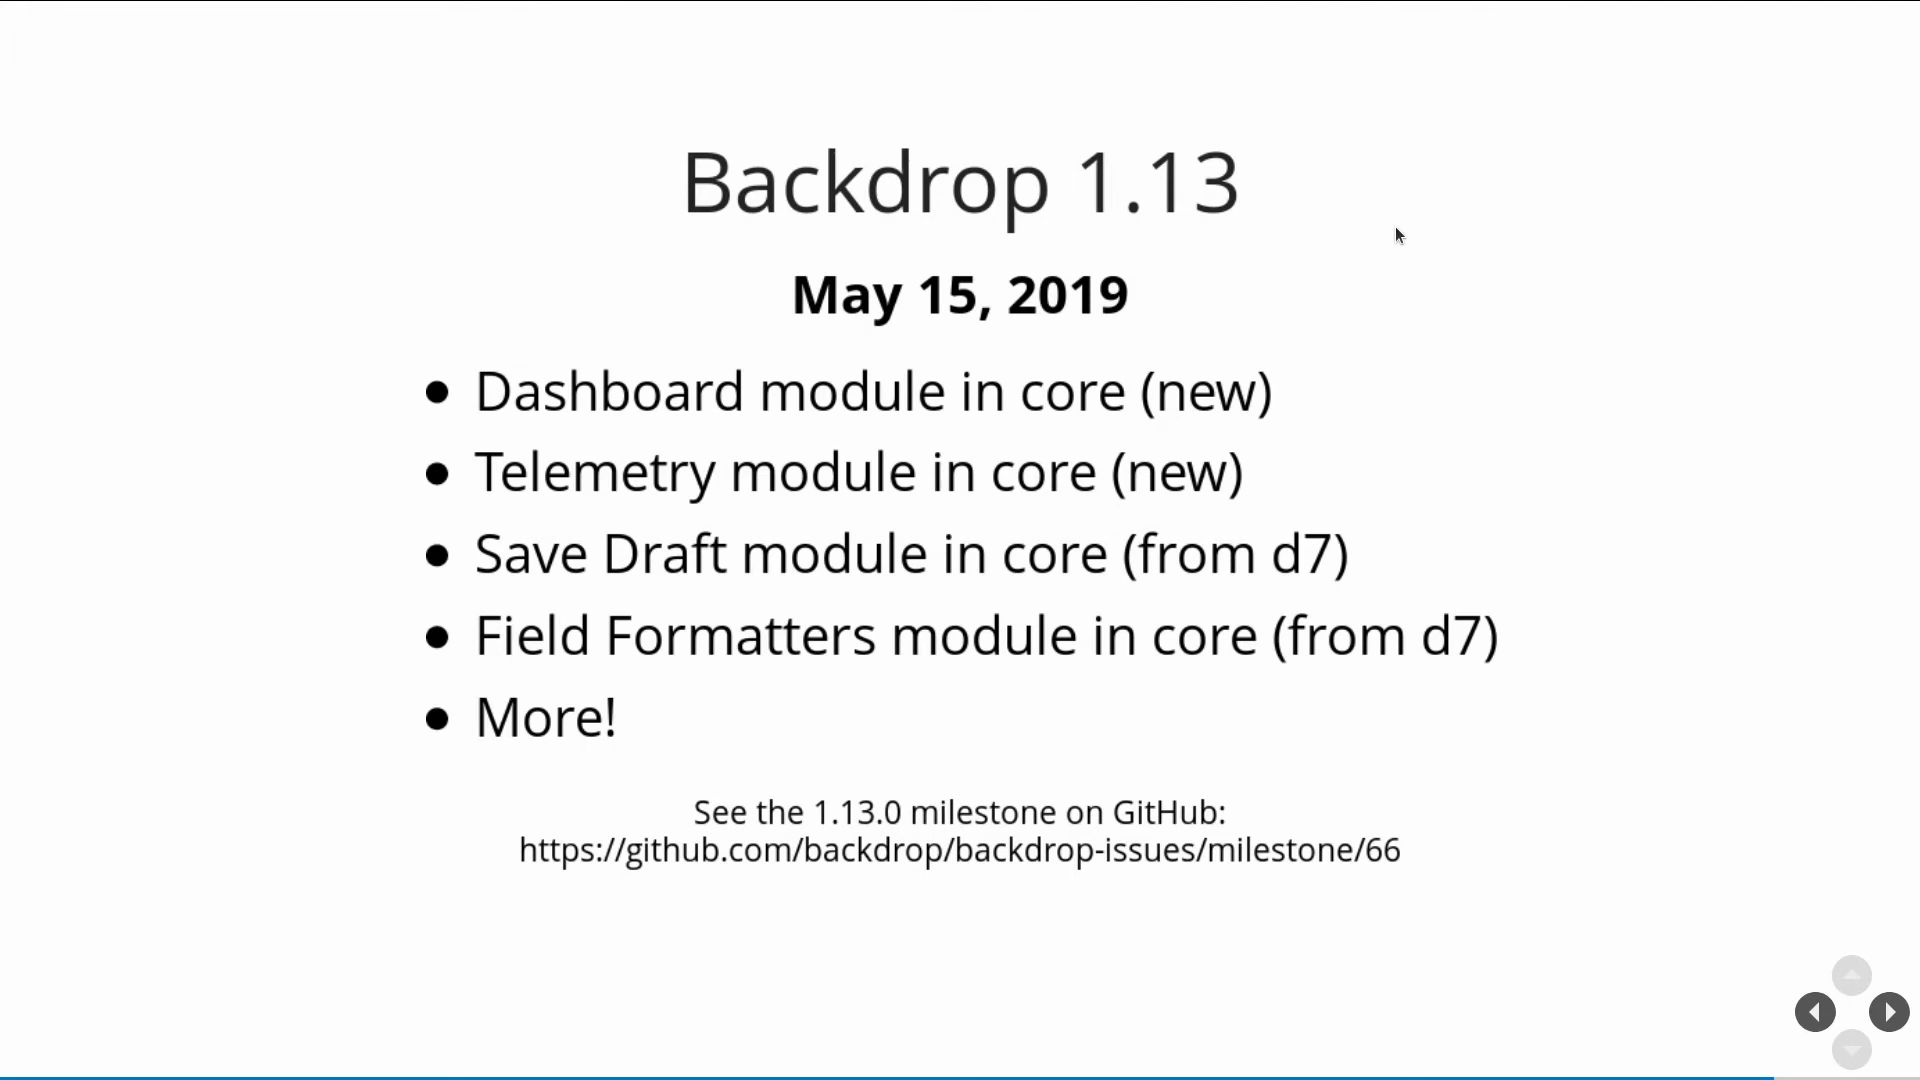 Backdrop 1.13
May 15, 2019
Dashboard module in core (new)
Telemetry module in core (new)
Save Draft module in core (from d7)
Field Formatters module in core (from d7)
More!
See the 1.13.0 milestone on GitHub:
https://github.com/backdrop/backdrop-issues/milestone/66